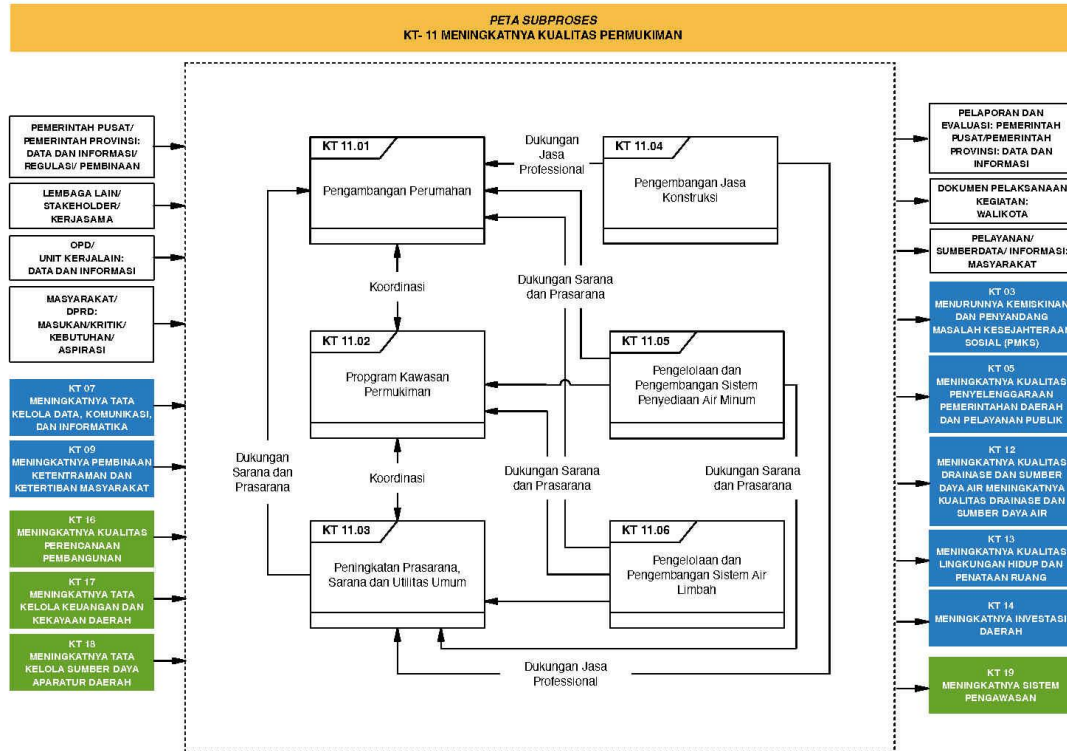 PETA SUBPROSES
KT- 11 MENINGKATNYA KUALITAS PERMUKIMAN
PEMERINTAH PUSAT/
PEMERINTAH PROVINSI:
DATA DAN INFORMASI/
REGULASI/ PEMBINAAN
LEMBAGA LAIN/
STAKEHOLDER/
KERJASAMA
OPD/
UNIT KERJALAIN:
DATA DAN INFORMASI
MASYARAKAT/
DPRD:
MASUKAN/KRITIK/
KEBUTUHAN/
ASPIRASI
KT 07
MENINGKATNYA TATA
KELOLA DATA, KOMUNIKASI,
DAN INFORMATIKA
KT 09
MENINGKATNYA PEMBINAAN
KETENTRAMAN DAN
KETERTIBAN MASYARAKAT
KT 16
MENINGKATNYA KUALITAS
PERENCANAAN
PEMBANGUNAN
KT 17
MENINGKATNYA TATA
KELOLA KEUANGAN DAN
KEKAYAAN DAERAH
KT 18
MENINGKATNYA TATA
KELOLA SUMBER DAYA
APARATUR DAERAH
KT 11.01
Pengambangan Perumahan
Dukungan
Jasa
Professional
KT 11.04
Pengembangan Jasa
Konstruksi
Koordinasi
Dukungan Sarana
dan Prasarana
KT 11.02
Propgram Kawasan
Permukiman
KT 11.05
Pengelolaan dan
Pengembangan Sistem
Penyediaan Air Minum
Dukungan
Sarana dan
Prasarana
Koordinasi
Dukungan Sarana
dan Prasarana
Dukungan Sarana
dan Prasarana
KT 11.03
Peningkatan Prasarana,
Sarana dan Utilitas Umum
KT 11.06
Pengelolaan dan
Pengembangan Sistem Air
Limbah
Dukungan Jasa
Professional
PELAPORAN DAN
EVALUASI: PEMERINTAH
PUSAT/PEMERINTAH
PROVINSI: DATA DAN
INFORMASI
DOKUMEN PELAKSANAAN
KEGIATAN:
WALIKOTA
PELAYANAN/
SUMBERDATA/ INFORMASI:
MASYARAKAT
KT 03
MENURUNNYA KEMISKINAN
DAN PENYANDANG
MASALAH KESEJAHTERAAN
SOSIAL (PMKS)
KT 05
MENINGKATNYA KUALITAS
PENYELENGGARAAN
PEMERINTAHAN DAERAH
DAN PELAYANAN PUBLIK
KT 12
MENINGKATNYA KUALITAS
DRAINASE DAN SUMBER
DAYA AIR MENINGKATNYA
KUALITAS DRAINASE DAN
SUMBER DAYA AIR
KT 13
MENINGKATNYA KUALITAS
LINGKUNGAN HIDUP DAN
PENATAAN RUANG
KT 14
MENINGKATNYA INVESTASI
DAERAH
KT 19
MENINGKATNYA SISTEM
PENGAWASAN